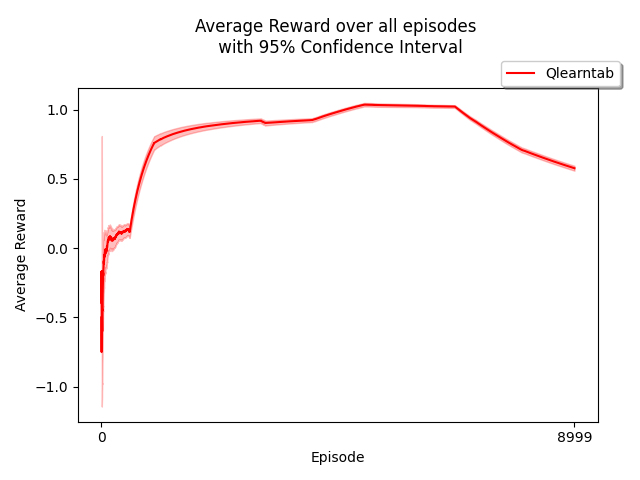 Average Reward over all episodes
with 95% Confidence Interval
Qlearntab
1.0
0.5
0.0
−0.5
−1.0
Average Reward
0
8999
Episode